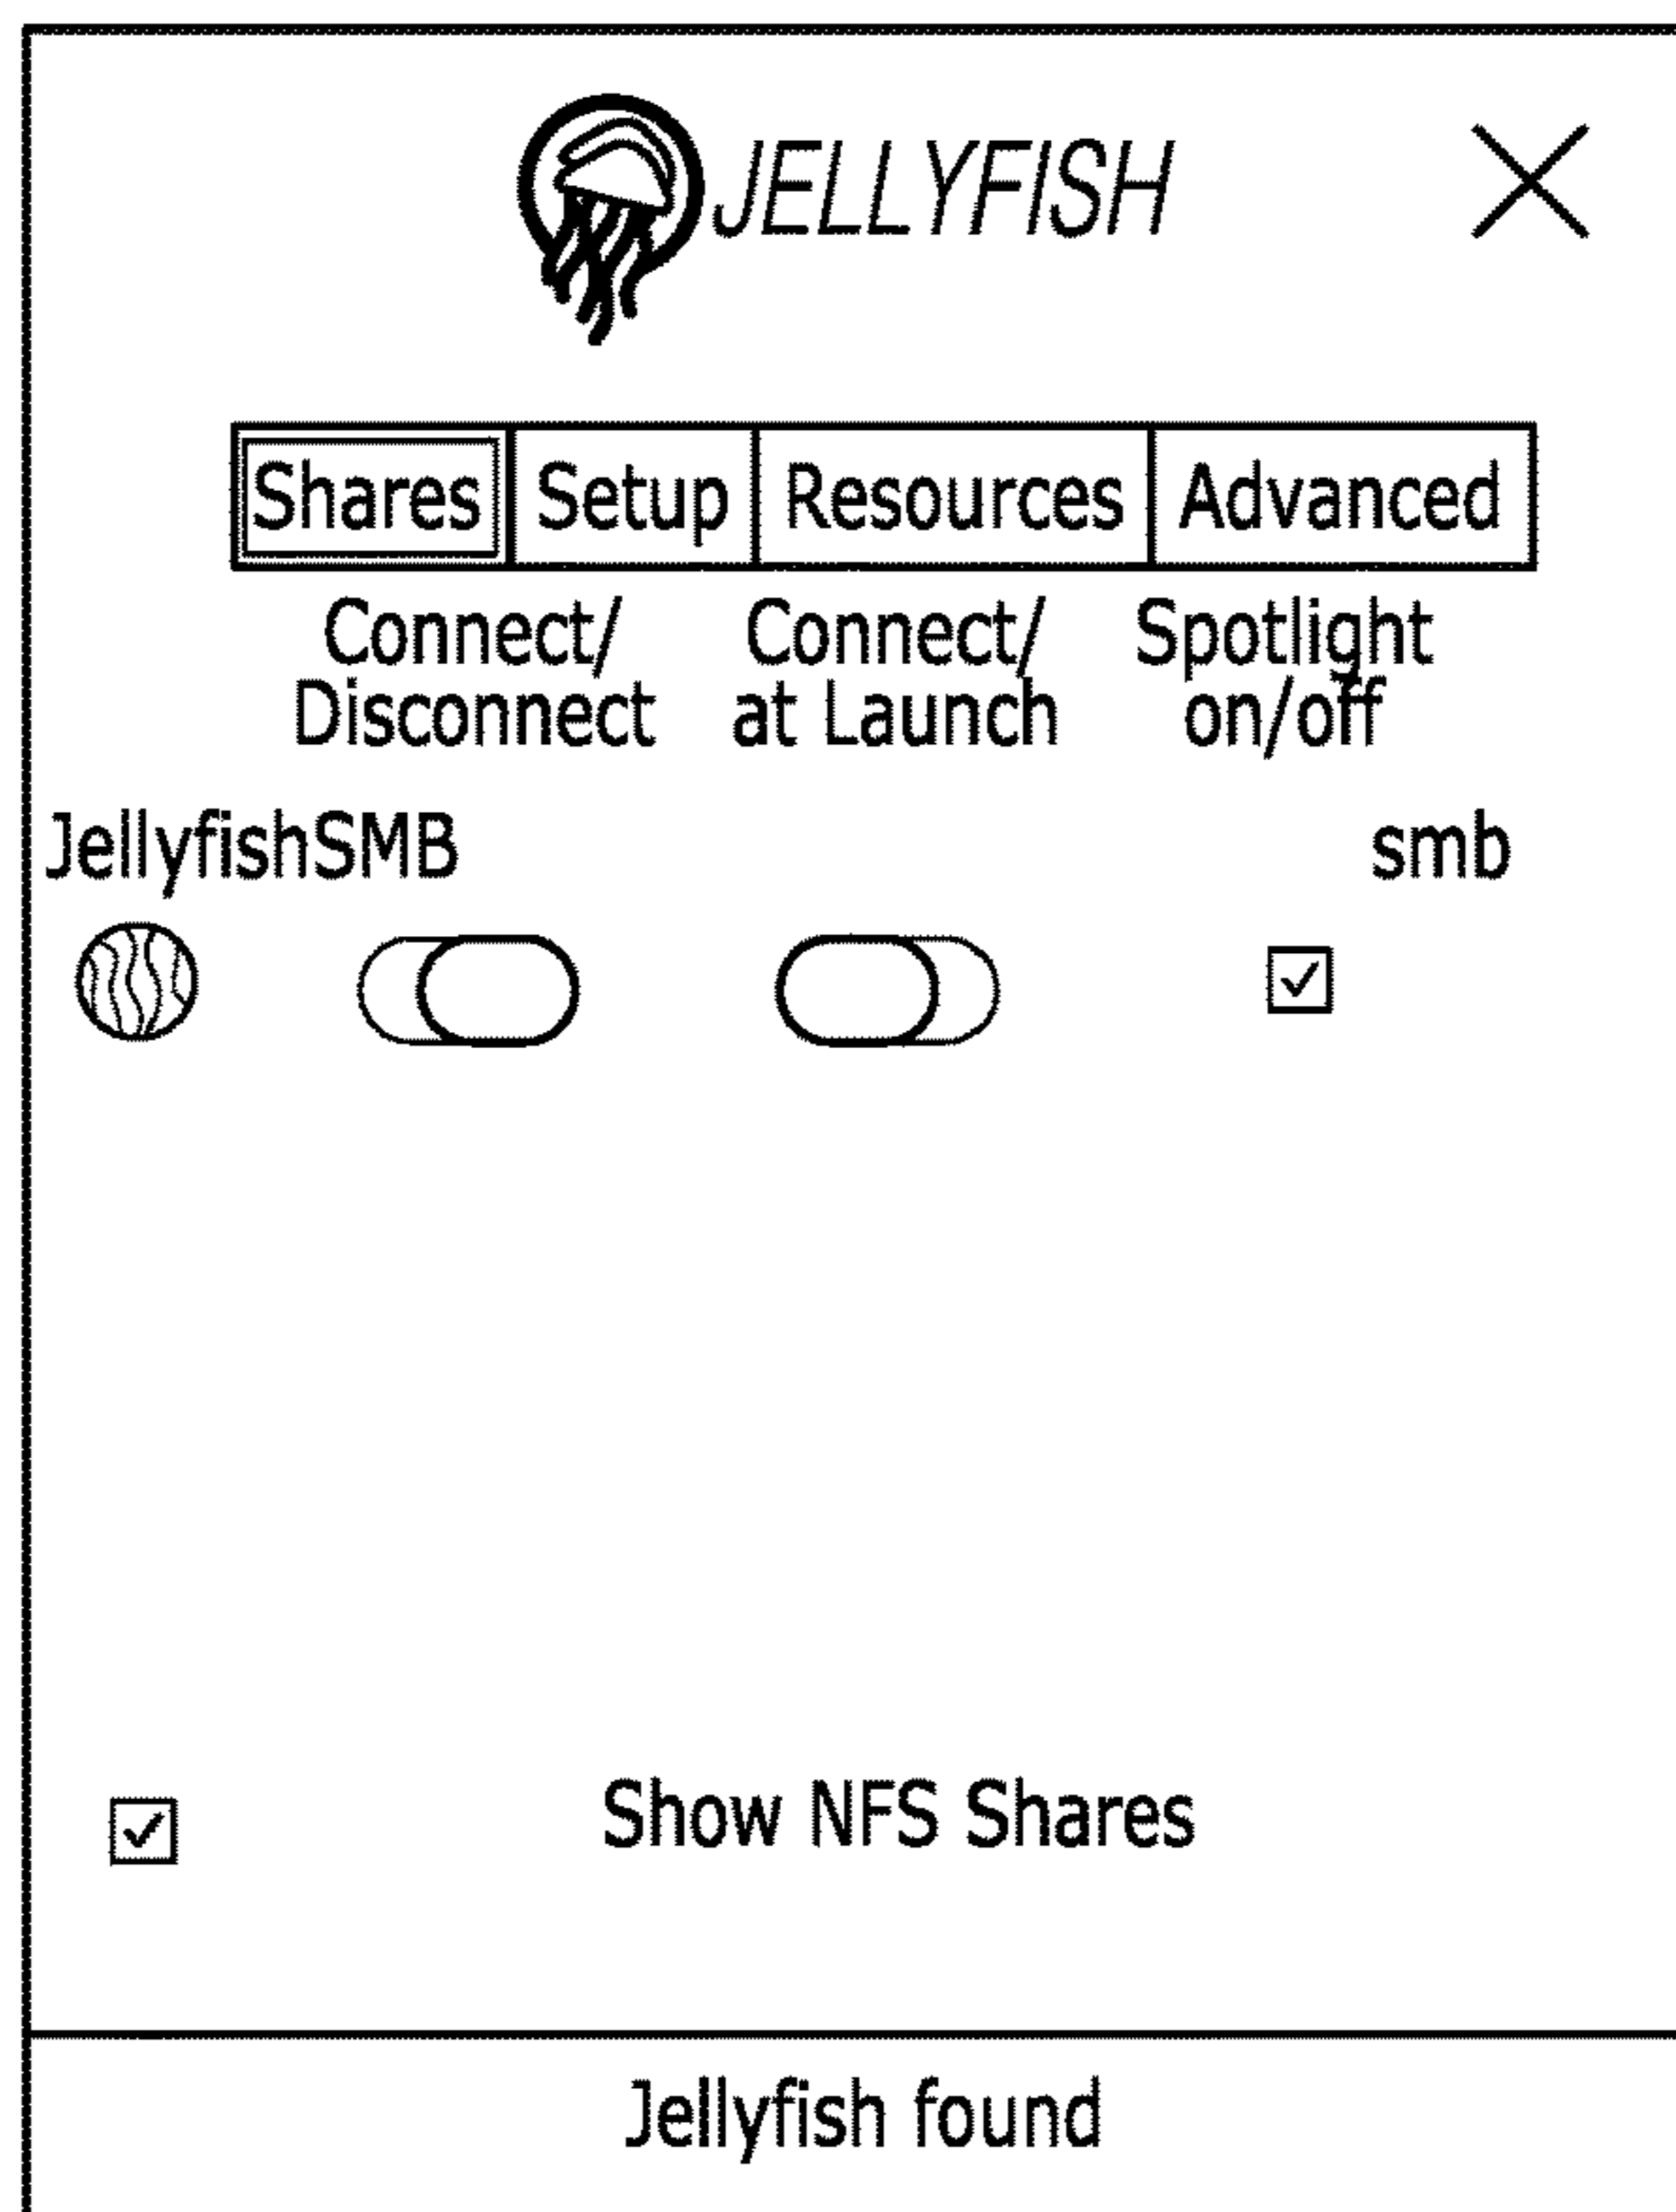 JELLYFISH
Shares Setup Resources Advanced
Connect/ Connect/ Spotlight
Disconnect at Launch on/off
JellyfishSMB smb
Show NFS Shares
Jellyfish found